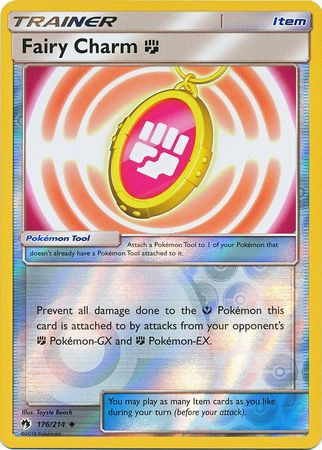 TRAINER Item
Fairy Charm
Pokémon Tool
Attach a Pokémon Tool to 1 of your Pokémon that
doesn't already have a Pokémon Tool attached to it.
Prevent all damage done to the Pokémon this
card is attached to by attacks from your opponent's
Pokémon-GX and Pokémon-EX.
You may play as many Item cards as you like
during your turn (before your attack).
Illus. Toyste Beach
176/214
©2018 Pokémon